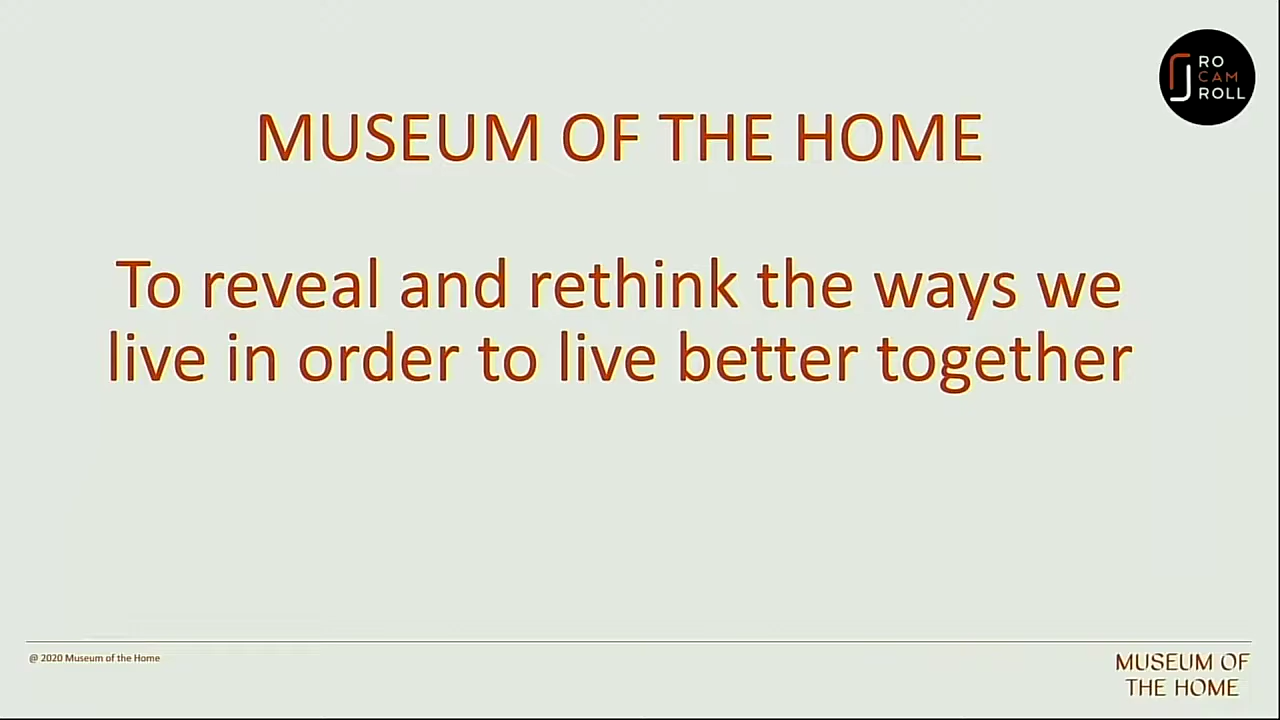 RO
CAM
ROLL
MUSEUM OF THE HOME
To reveal and rethink the ways we
live in order to live better together
@ 2020 Museum of the Home
MUSEUM OF
THE HOME